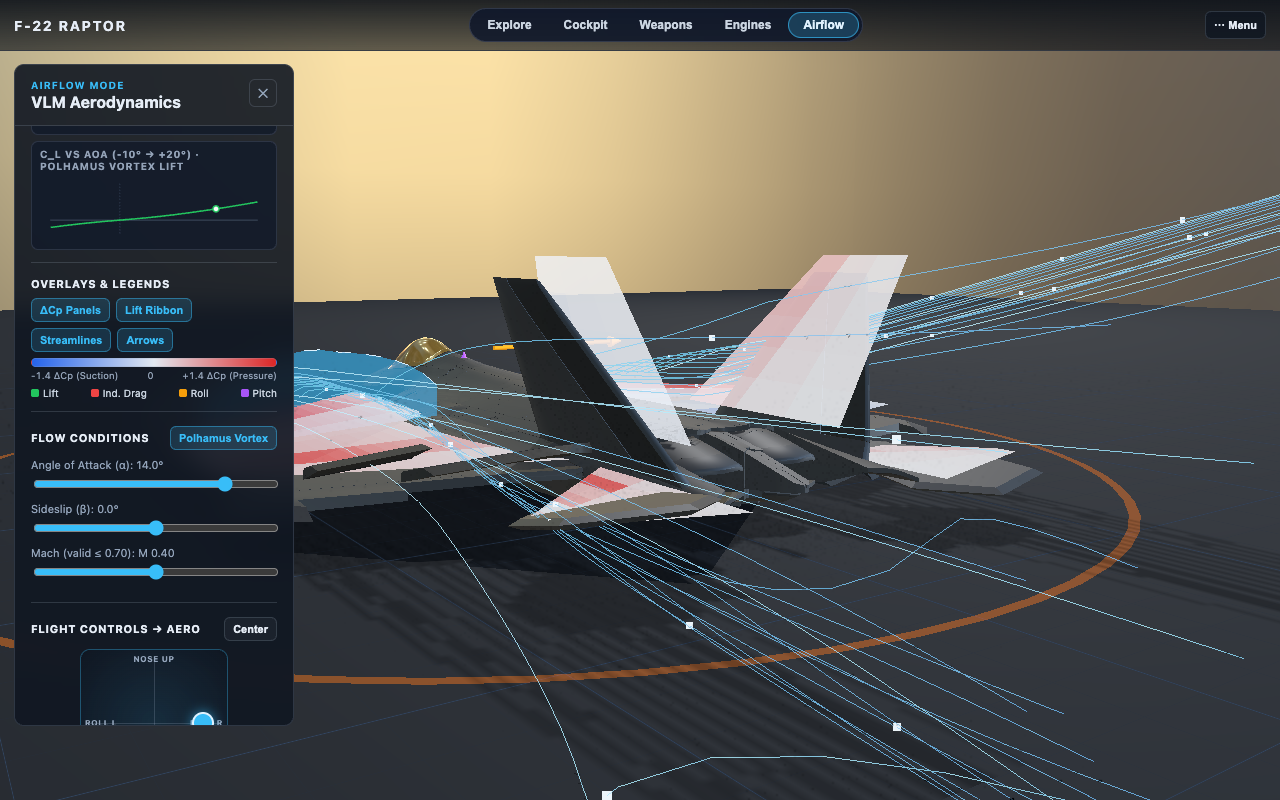 F-22 RAPTOR
Explore
Cockpit
Weapons
Engines
Airflow
··· Menu
AIRFLOW MODE
VLM Aerodynamics
C_L VS AOA (-10° → +20°) ·
POLHAMUS VORTEX LIFT
OVERLAYS & LEGENDS
ΔCp Panels
Lift Ribbon
Streamlines
Arrows
-1.4 ΔCp (Suction)
0
+1.4 (Pressure)
Lift
Ind. Drag
Roll
Pitch
FLOW CONDITIONS
Polhamus Vortex
Angle of Attack (α): 14.0°
Sideslip (β): 0.0°
Mach (valid ≤ 0.70): M 0.40
FLIGHT CONTROLS → AERO
Center
NOSE UP
ROLL L
R